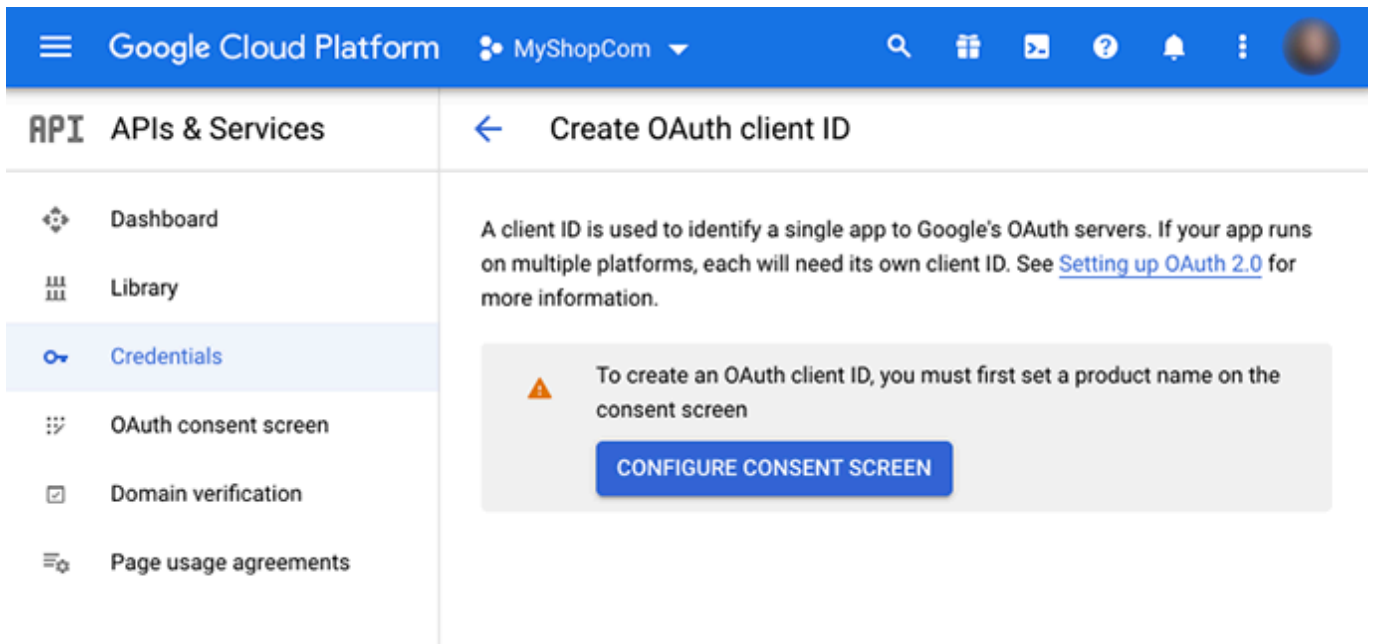 Google Cloud Platform MyShopCom
API APIs & Services
Create OAuth client ID
Dashboard
Library
Credentials
OAuth consent screen
Domain verification
Page usage agreements
A client ID is used to identify a single app to Google's OAuth servers. If your app runs
on multiple platforms, each will need its own client ID. See Setting up OAuth 2.0 for
more information.
To create an OAuth client ID, you must first set a product name on the
consent screen
CONFIGURE CONSENT SCREEN